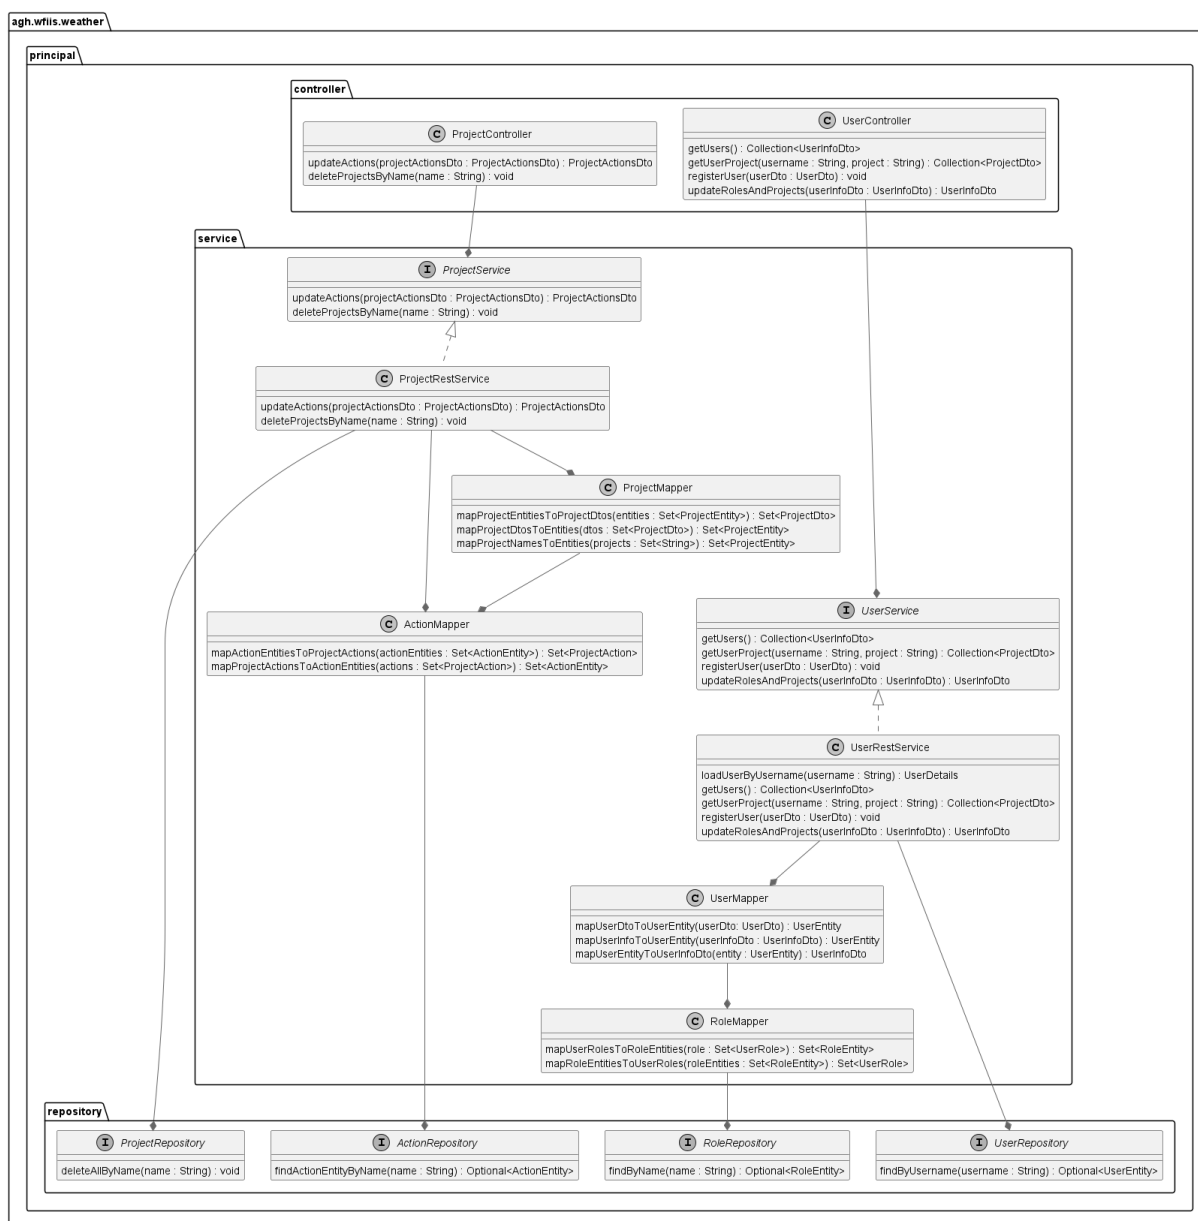 agh.wfiis.weather
principal
controller
C ProjectController
updateActions(projectActionsDto : ProjectActionsDto) : ProjectActionsDto
deleteProjectsByName(name : String) : void
C UserController
getUsers() : Collection<UserInfoDto>
getUserProject(username : String, project : String) : Collection<ProjectDto>
registerUser(userDto : UserDto) : void
updateRolesAndProjects(userInfoDto : UserInfoDto) : UserInfoDto
service
I ProjectService
updateActions(projectActionsDto : ProjectActionsDto) : ProjectActionsDto
deleteProjectsByName(name : String) : void
C ProjectRestService
updateActions(projectActionsDto : ProjectActionsDto) : ProjectActionsDto
deleteProjectsByName(name : String) : void
C ProjectMapper
mapProjectEntitiesToProjectDtos(entities : Set<ProjectEntity>) : Set<ProjectDto>
mapProjectDtosToEntities(dtos : Set<ProjectDto>) : Set<ProjectEntity>
mapProjectNamesToEntities(projects : Set<String>) : Set<ProjectEntity>
C ActionMapper
mapActionEntitiesToProjectActions(actionEntities : Set<ActionEntity>) : Set<ProjectAction>
mapProjectActionsToActionEntities(actions : Set<ProjectAction>) : Set<ActionEntity>
I UserService
getUsers() : Collection<UserInfoDto>
getUserProject(username : String, project : String) : Collection<ProjectDto>
registerUser(userDto : UserDto) : void
updateRolesAndProjects(userInfoDto : UserInfoDto) : UserInfoDto
C UserRestService
loadUserByUsername(username : String) : UserDetails
getUsers() : Collection<UserInfoDto>
getUserProject(username : String, project : String) : Collection<ProjectDto>
registerUser(userDto : UserDto) : void
updateRolesAndProjects(userInfoDto : UserInfoDto) : UserInfoDto
C UserMapper
mapUserDtoToUserEntity(userDto: UserDto) : UserEntity
mapUserInfoToUserEntity(userInfoDto : UserInfoDto) : UserEntity
mapUserEntityToUserInfoDto(entity : UserEntity) : UserInfoDto
C RoleMapper
mapUserRolesToRoleEntities(role : Set<UserRole>) : Set<RoleEntity>
mapRoleEntitiesToUserRoles(roleEntities : Set<RoleEntity>) : Set<UserRole>
repository
I ProjectRepository
deleteAllByName(name : String) : void
I ActionRepository
findActionEntityByName(name : String) : Optional<ActionEntity>
I RoleRepository
findByName(name : String) : Optional<RoleEntity>
I UserRepository
findByUsername(username : String) : Optional<UserEntity>